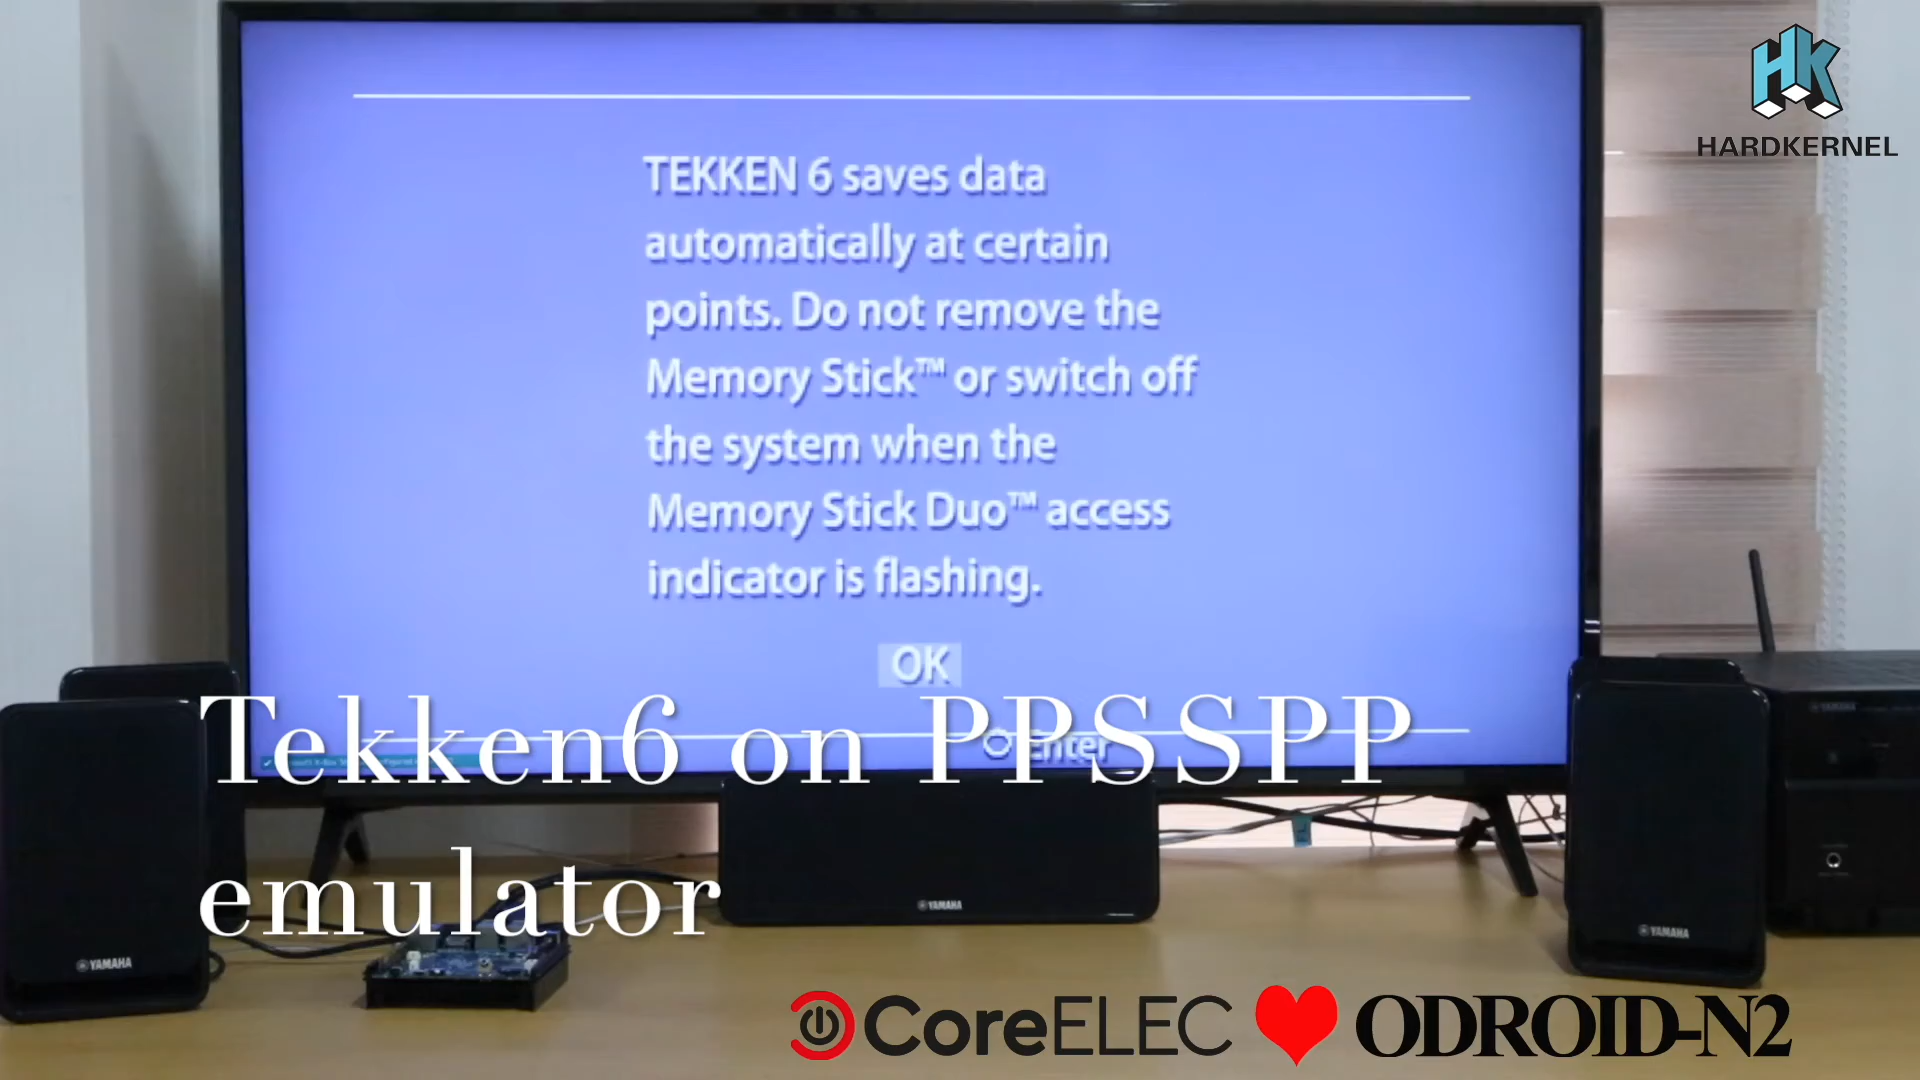 HARDKERNEL
TEKKEN 6 saves data
automatically at certain
points. Do not remove the
Memory Stick™ or switch off
the system when the
Memory Stick Duo™ access
indicator is flashing.
OK
Enter
Tekken6 on PPSSPP
emulator
YAMAHA
YAMAHA
YAMAHA
CoreELEC ODROID-N2